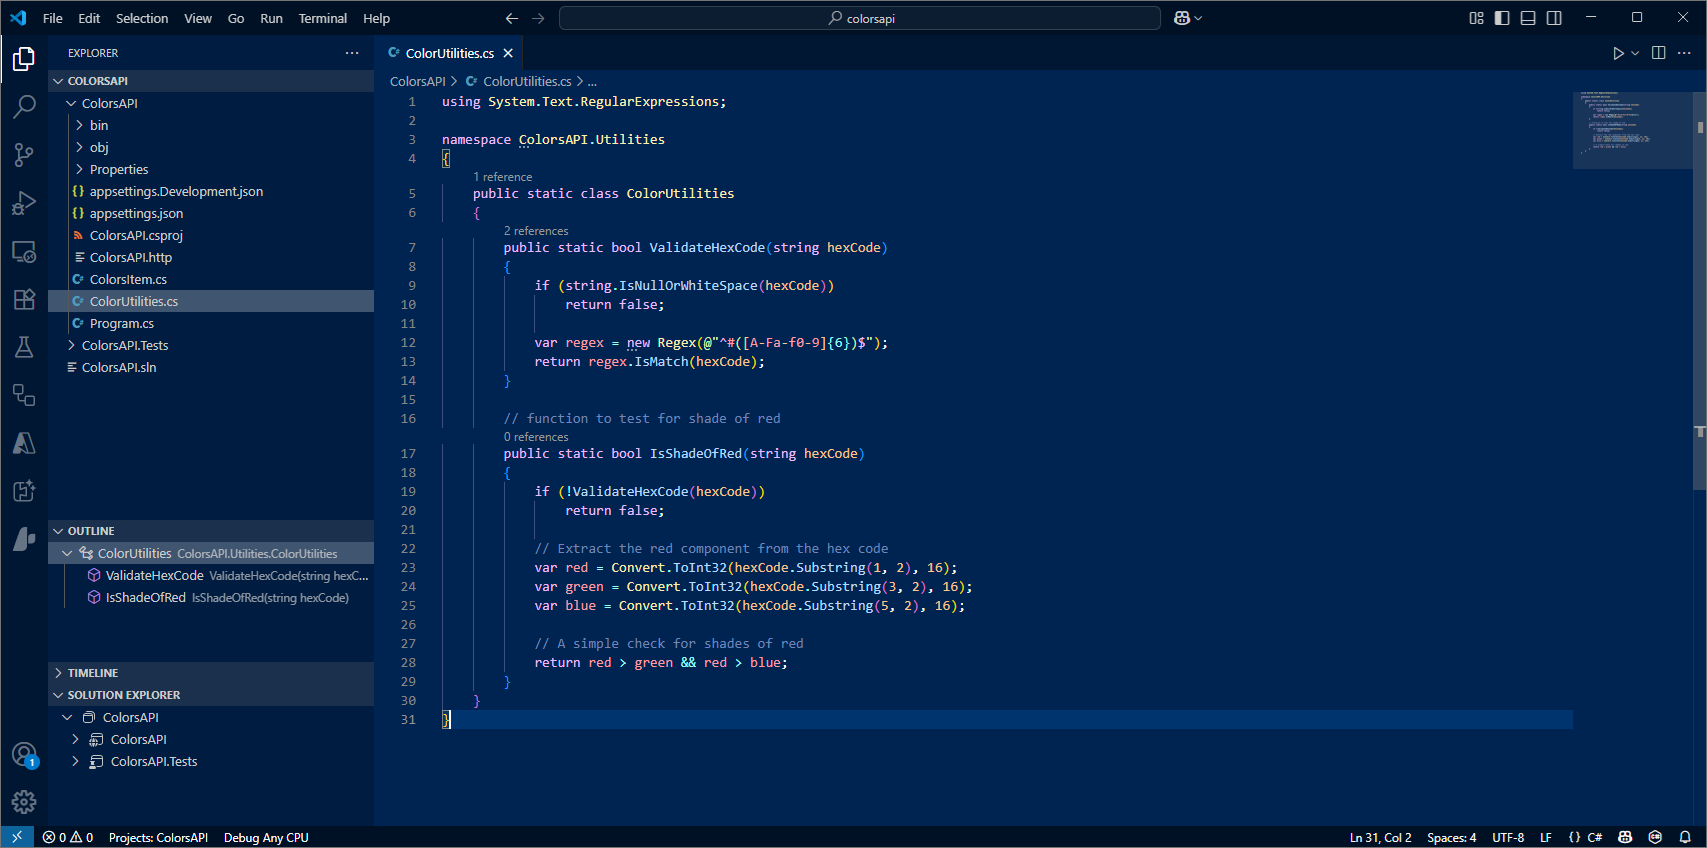 File Edit Selection View Go Run Terminal Help
colorsapi
EXPLORER
COLORSAPI
ColorsAPI
bin
obj
Properties
{} appsettings.Development.json
{} appsettings.json
ColorsAPI.csproj
ColorsAPI.http
C# ColorsItem.cs
C# ColorUtilities.cs
C# Program.cs
ColorsAPI.Tests
ColorsAPI.sln
OUTLINE
ColorUtilities ColorsAPI.Utilities.ColorUtilities
ValidateHexCode ValidateHexCode(string hexC...
IsShadeOfRed IsShadeOfRed(string hexCode)
TIMELINE
SOLUTION EXPLORER
ColorsAPI
ColorsAPI
ColorsAPI.Tests
1
C# ColorUtilities.cs
ColorsAPI > C# ColorUtilities.cs > ...
1 using System.Text.RegularExpressions;
2
3 namespace ColorsAPI.Utilities
4 {
1 reference
5 public static class ColorUtilities
6 {
2 references
7 public static bool ValidateHexCode(string hexCode)
8 {
9 if (string.IsNullOrWhiteSpace(hexCode))
10 return false;
11
12 var regex = new Regex(@"^#([A-Fa-f0-9]{6})$");
13 return regex.IsMatch(hexCode);
14 }
15
16 // function to test for shade of red
0 references
17 public static bool IsShadeOfRed(string hexCode)
18 {
19 if (!ValidateHexCode(hexCode))
20 return false;
21
22 // Extract the red component from the hex code
23 var red = Convert.ToInt32(hexCode.Substring(1, 2), 16);
24 var green = Convert.ToInt32(hexCode.Substring(3, 2), 16);
25 var blue = Convert.ToInt32(hexCode.Substring(5, 2), 16);
26
27 // A simple check for shades of red
28 return red > green && red > blue;
29 }
30 }
31 }
0 0 Projects: ColorsAPI Debug Any CPU
Ln 31, Col 2 Spaces: 4 UTF-8 LF {} C#